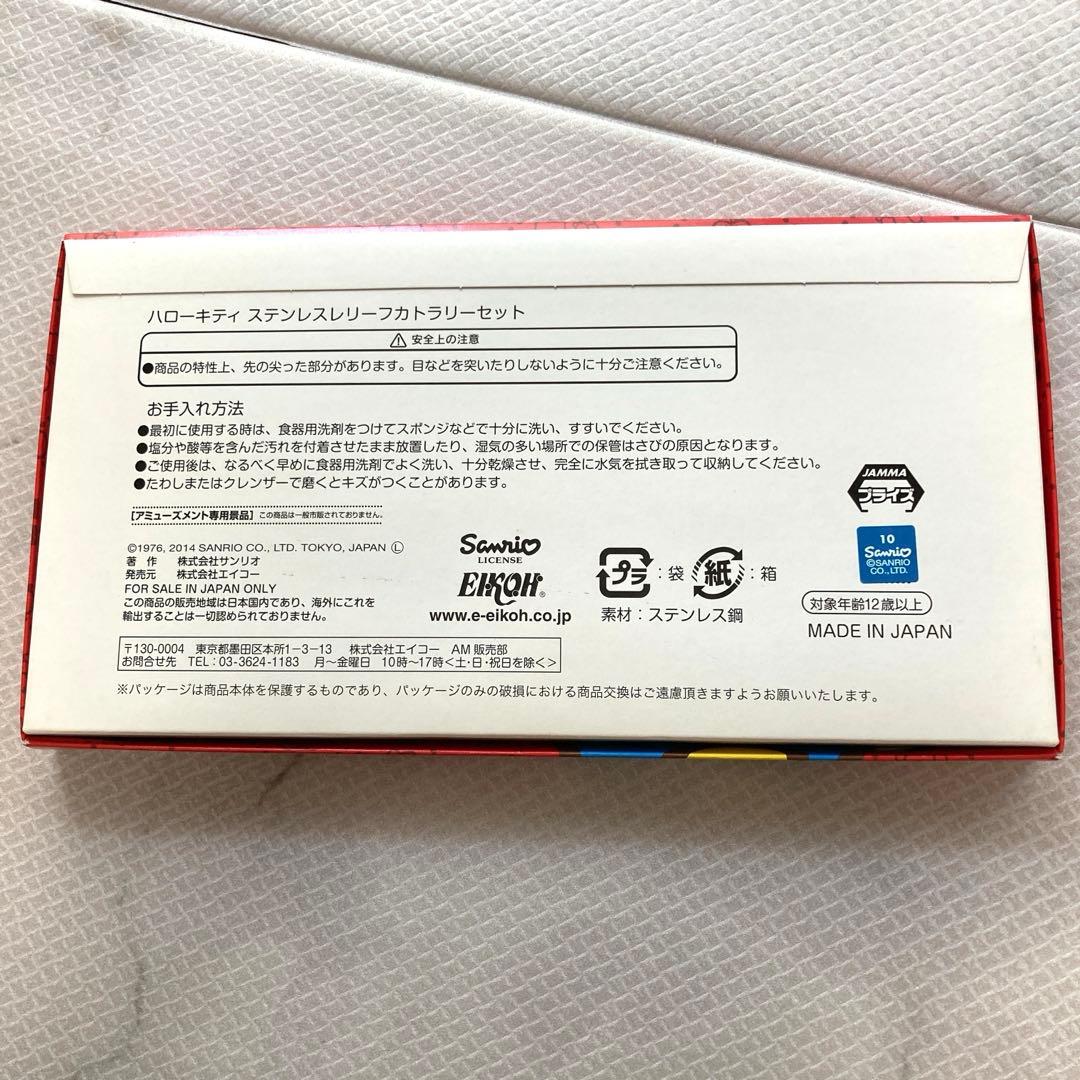 ハローキティ ステンレスレリーフカトラリーセット
安全上の注意
●商品の特性上、先の尖った部分があります。目などを突いたりしないように十分ご注意ください。
お手入れ方法
●最初に使用する時は、食器用洗剤をつけてスポンジなどで十分に洗い、すすいでください。
●塩分や酸等を含んだ汚れを付着させたまま放置したり、湿気の多い場所での保管はさびの原因となります。
●ご使用後は、なるべく早めに食器用洗剤でよく洗い、十分乾燥させ、完全に水気を拭き取って収納してください。
●たわしまたはクレンザーで磨くとキズがつくことがあります。
JAMMA
プライズ
[アミューズメント専用景品] この商品は一般市販されておりません。
©1976, 2014 SANRIO CO., LTD. TOKYO, JAPAN Ⓛ
著 作 株式会社サンリオ
発売元 株式会社エイコー
FOR SALE IN JAPAN ONLY
この商品の販売地域は日本国内であり、海外にこれを
輸出することは一切認められておりません。
Sanrio
LICENSE
EIKOH®
www.e-eikoh.co.jp
プラ:袋 紙:箱
素材:ステンレス鋼
10
Sanrio
©SANRIO
CO.,LTD.
対象年齢12歳以上
MADE IN JAPAN
〒130-0004 東京都墨田区本所1-3-13 株式会社エイコー AM販売部
お問合せ先 TEL:03-3624-1183 月~金曜日 10時~17時<土・日・祝日を除く>
※パッケージは商品本体を保護するものであり、パッケージのみの破損における商品交換はご遠慮頂きますようお願いいたします。